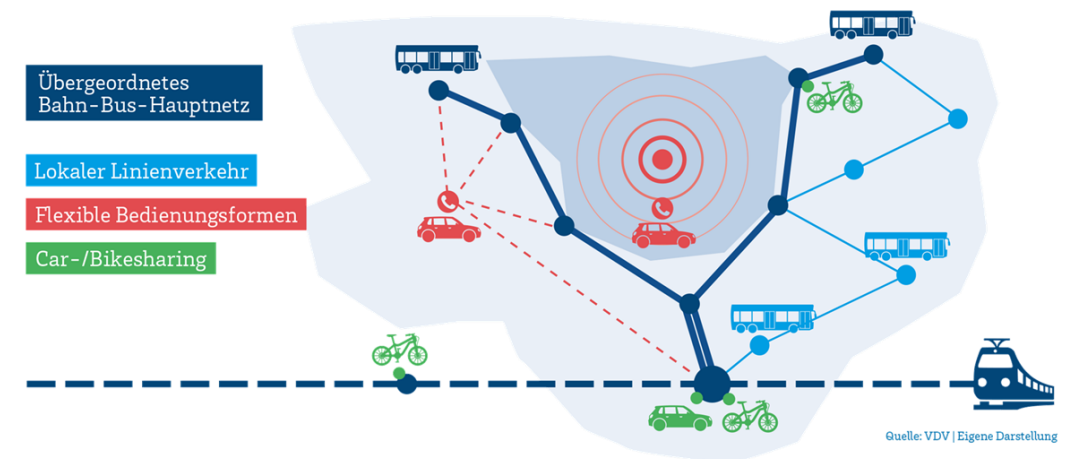 Übergeordnetes
Bahn-Bus-Hauptnetz
Lokaler Linienverkehr
Flexible Bedienungsformen
Car-/Bikesharing
Quelle: VDV | Eigene Darstellung